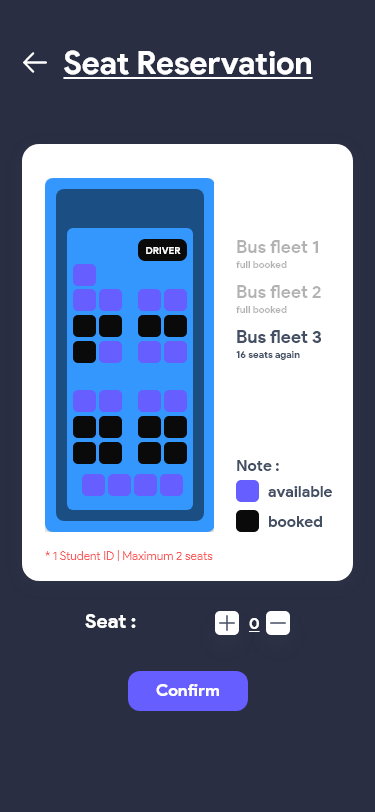 Seat Reservation
DRIVER
Bus fleet 1
full booked
Bus fleet 2
full booked
Bus fleet 3
16 seats again
Note :
available
booked
* 1 Student ID | Maximum 2 seats
Seat :
0
Confirm